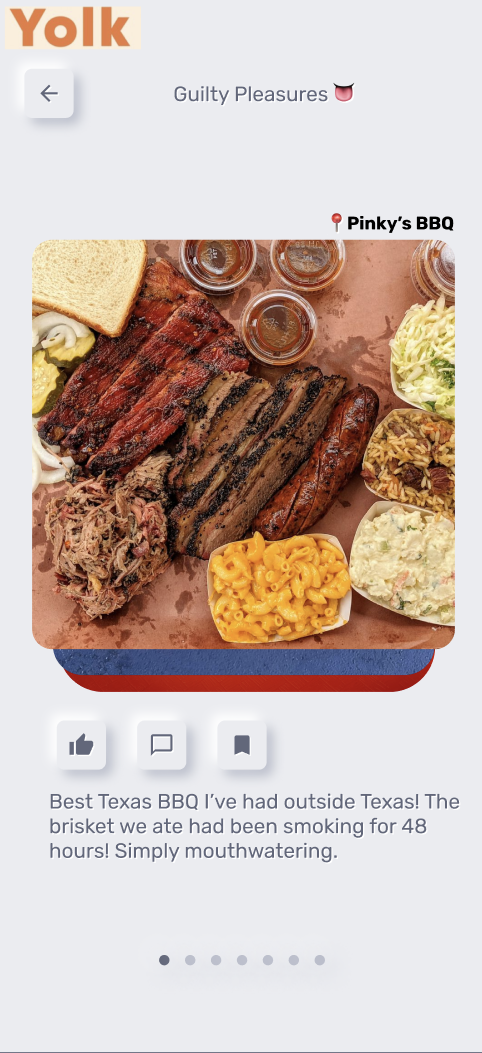 Yolk
Guilty Pleasures 👅
📍Pinky's BBQ
Best Texas BBQ I've had outside Texas! The
brisket we ate had been smoking for 48
hours! Simply mouthwatering.